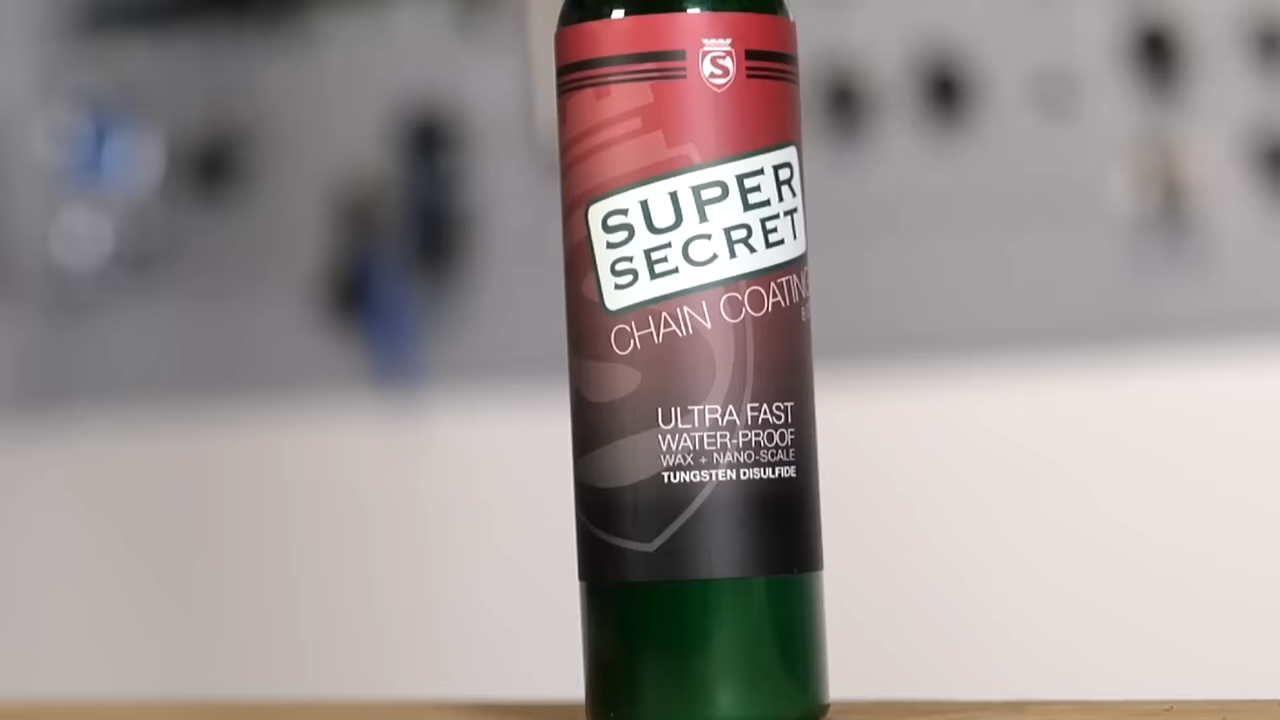 S
SUPER
SECRET
CHAIN COATING
ULTRA FAST
WATER-PROOF
WAX + NANO-SCALE
TUNGSTEN DISULFIDE